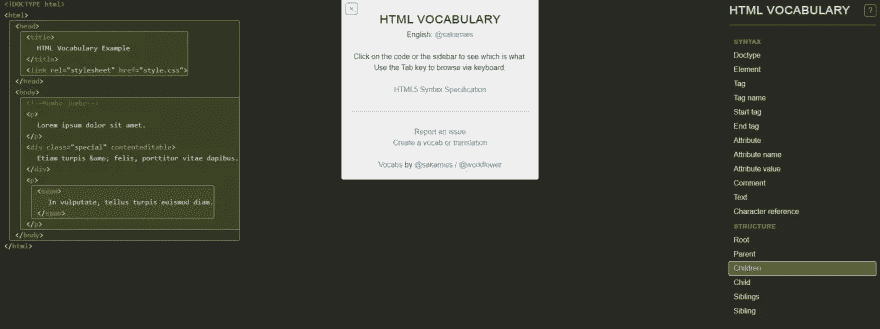 <!DOCTYPE html>
<html>
<head>
<title>
HTML Vocabulary Example
</title>
<link rel="stylesheet" href="style.css">
</head>
<body>
<!--Mumbo jumbo-->
<p>
Lorem ipsum dolor sit amet.
</p>
<div class="special" contenteditable>
Etiam turpis &amp; felis, porttitor vitae dapibus.
</div>
<p>
<span>
In vulputate, tellus turpis euismod diam.
</span>
</p>
</body>
</html>
×
HTML VOCABULARY
English: @sakamies
Click on the code or the sidebar to see which is what
Use the Tab key to browse via keyboard.
HTML5 Syntax Specification
Report an issue
Create a vocab or translation
Vocabs by @sakamies / @workflower
HTML VOCABULARY
?
SYNTAX
Doctype
Element
Tag
Tag name
Start tag
End tag
Attribute
Attribute name
Attribute value
Comment
Text
Character reference
STRUCTURE
Root
Parent
Children
Child
Siblings
Sibling